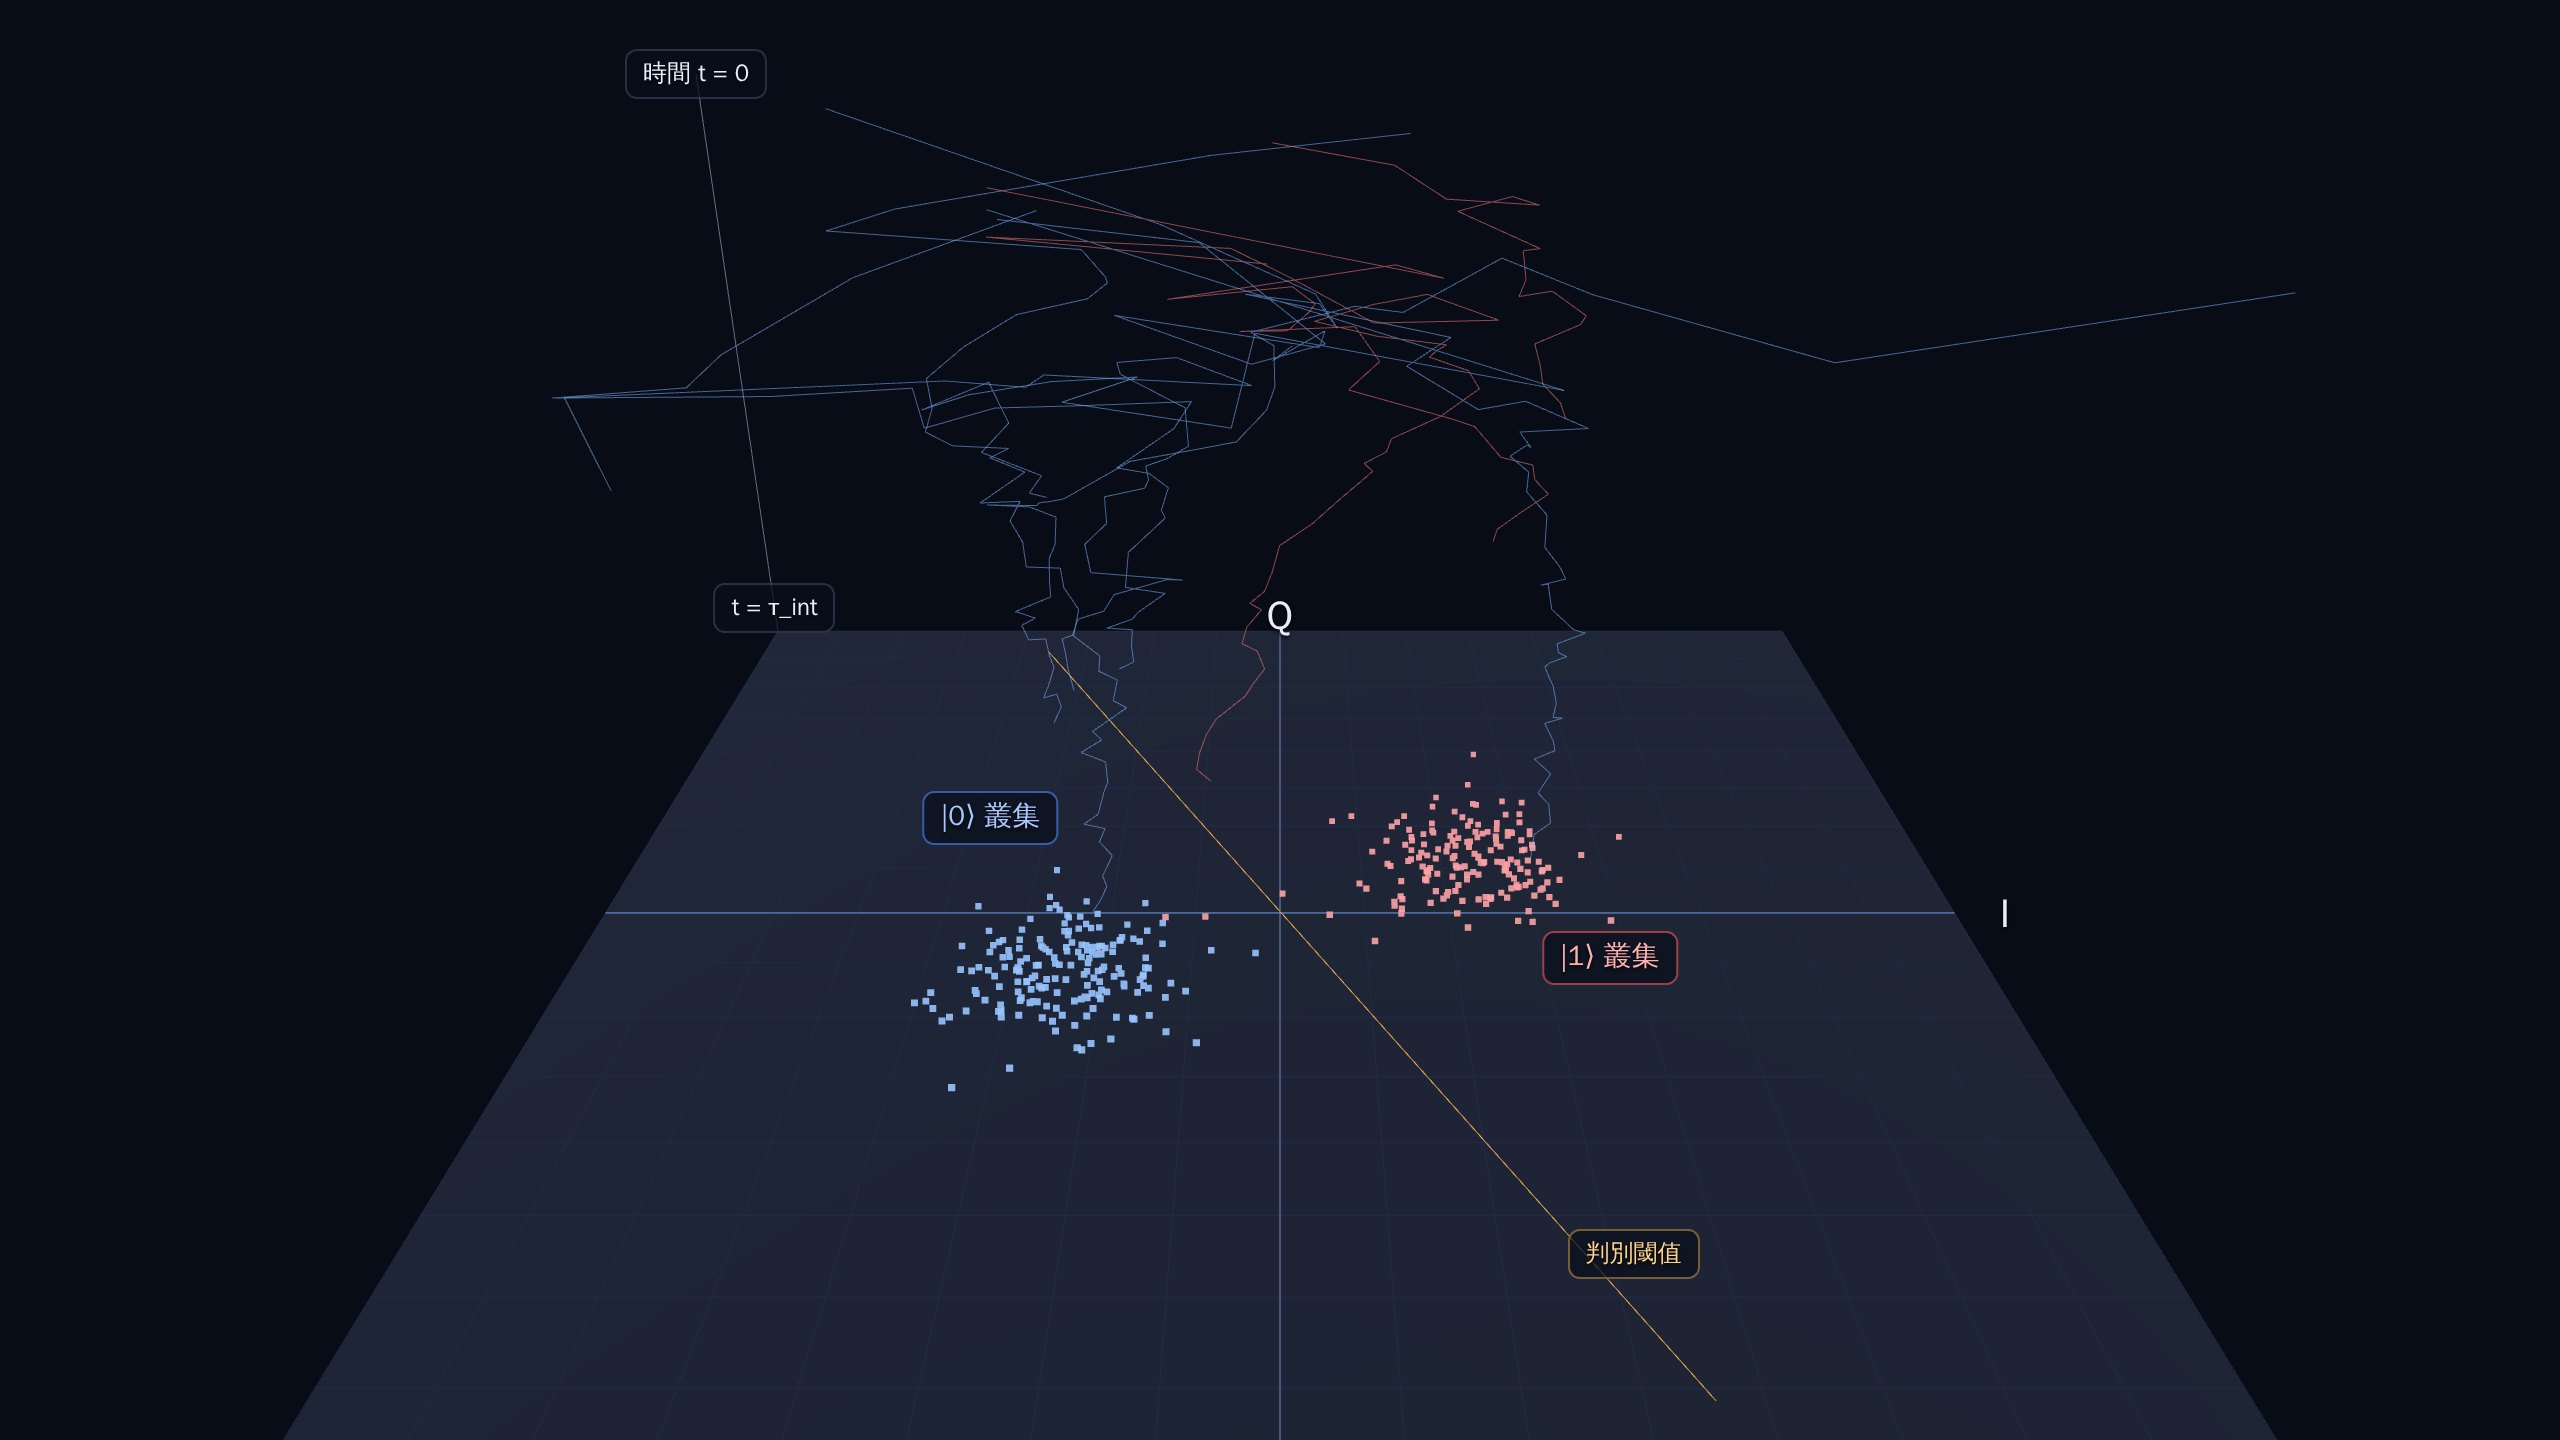 時間 t = 0
t = τ_int
Q
|0⟩ 叢集
I
|1⟩ 叢集
判別閾值